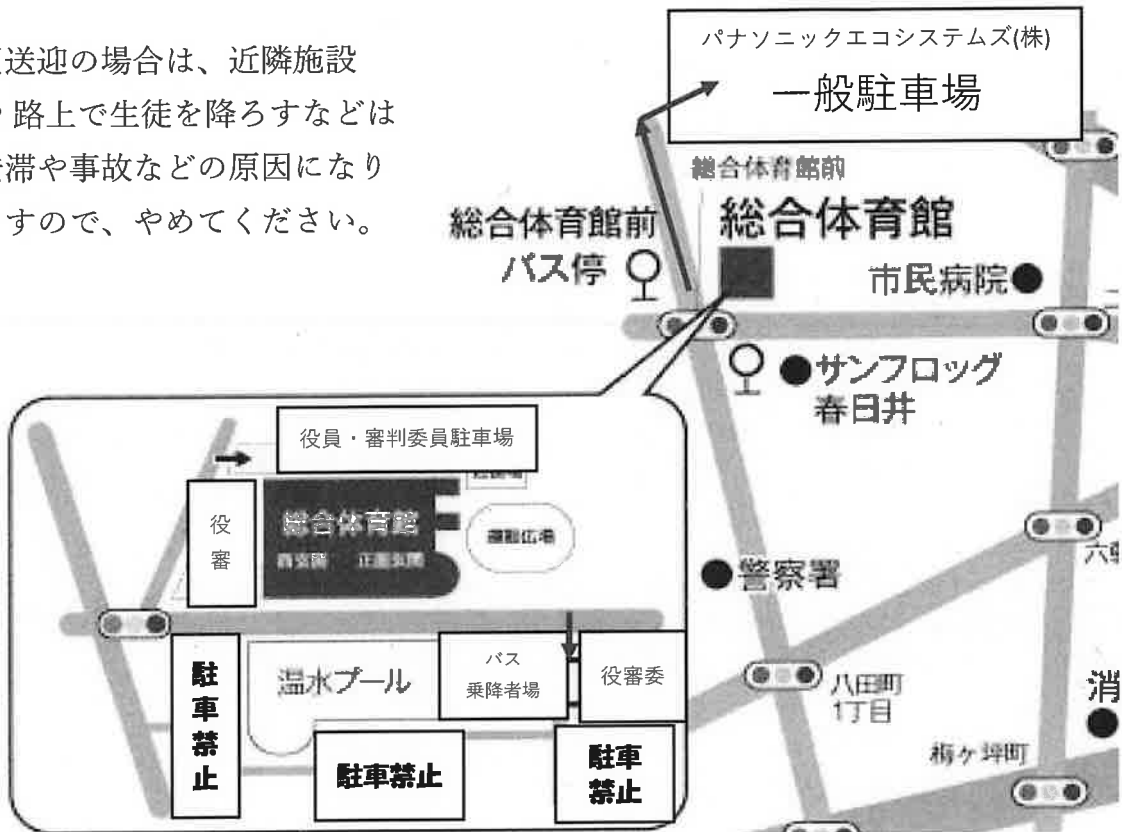 送迎の場合は、近隣施設
路上で生徒を降ろすなどは
滞や事故などの原因になり
すので、やめてください。
パナソニックエコシステムズ(株)
一般駐車場
総合体育館前
総合体育館
総合体育館前
バス停
市民病院
サンフロッグ
春日井
役員・審判委員駐車場
役
審
総合体育館
西玄関 正面玄関
運動広場
警察署
駐
車
禁
止
温水プール
バス
乗降者場
役審委
駐車禁止
駐車
禁止
八田町
1丁目
梅ヶ坪町
六
消